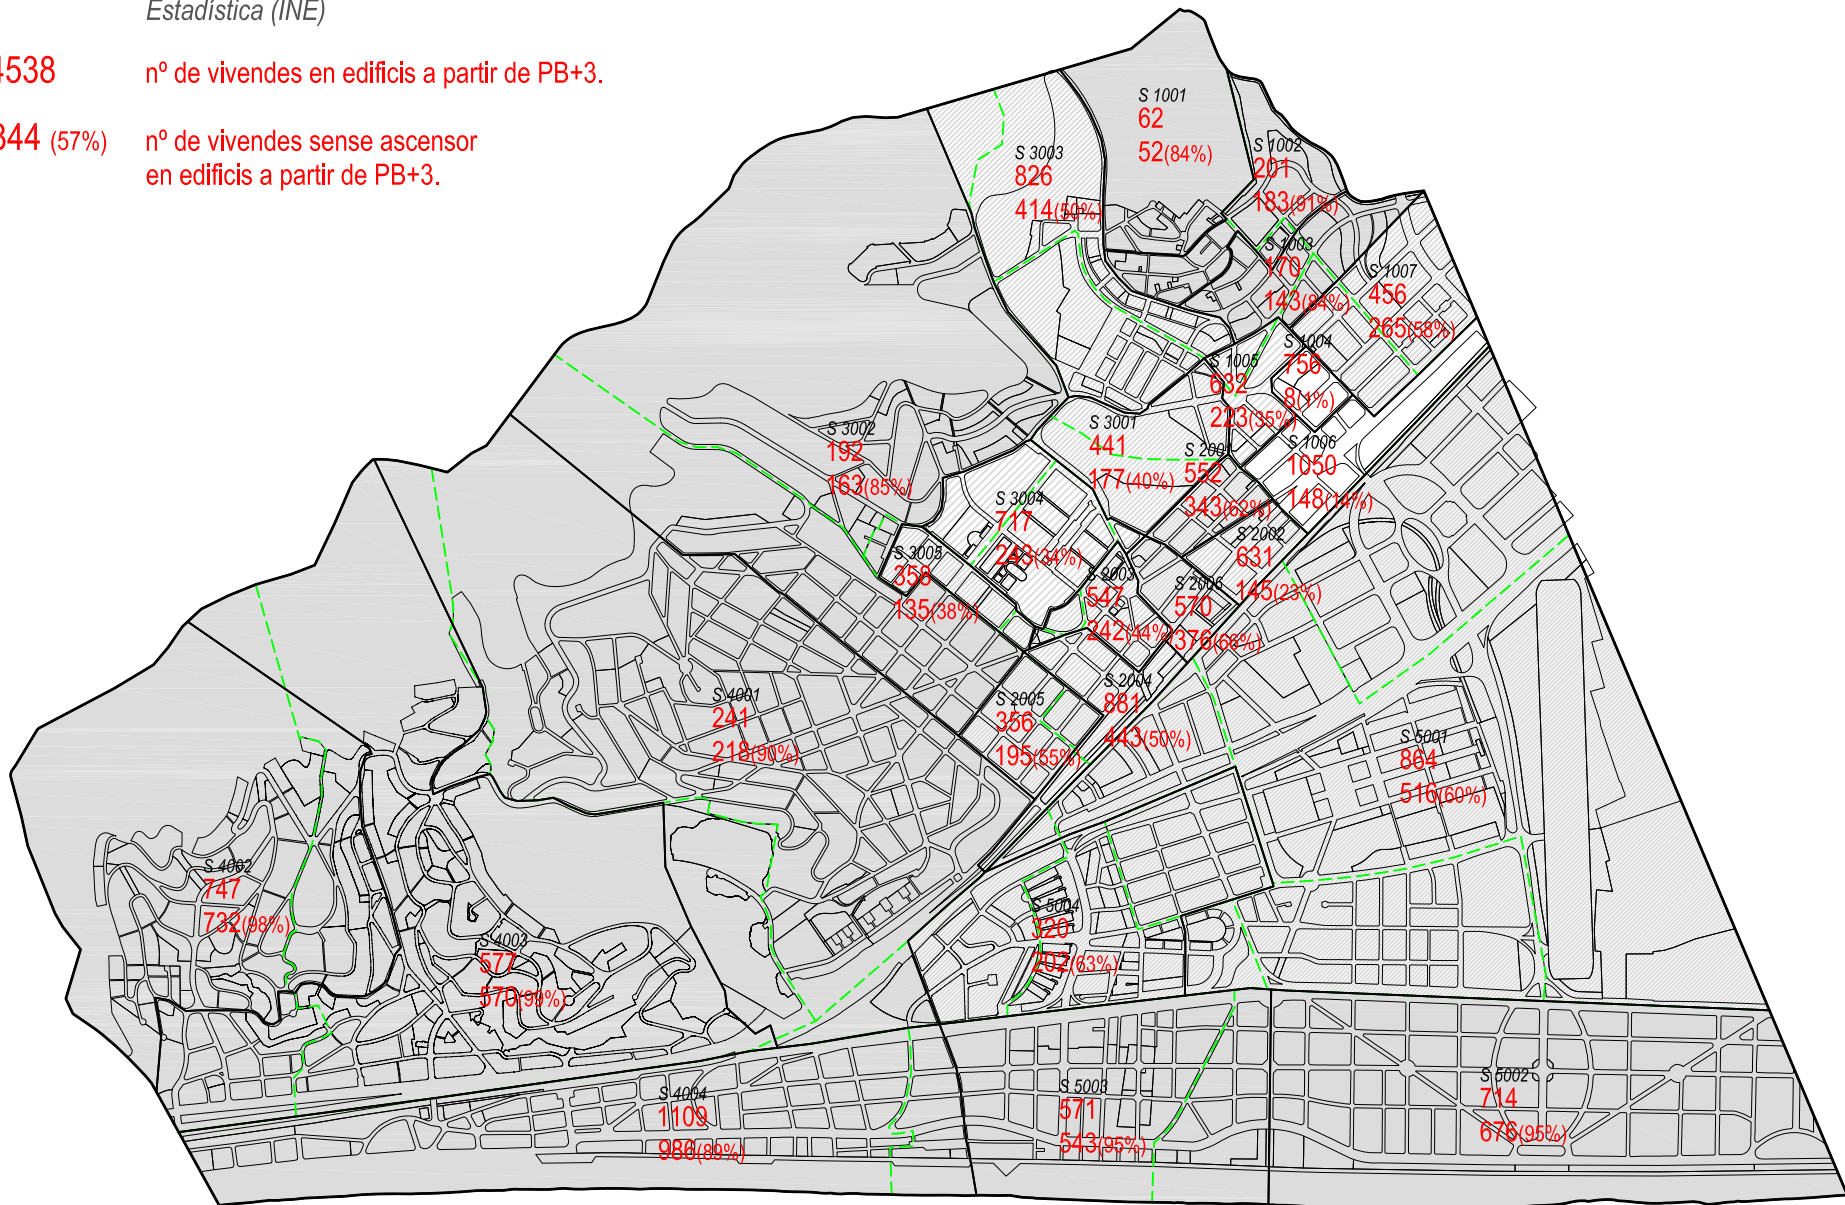 Estadística (INE)
4538
nº de vivendes en edificis a partir de PB+3.
344 (57%)
nº de vivendes sense ascensor
en edificis a partir de PB+3.
S 1001
62
52(84%)
S 1002
201
183(91%)
S 3003
826
414(50%)
S 1003
170
143(84%)
S 1007
456
265(58%)
S 1004
756
8(1%)
S 1005
632
223(35%)
S 3002
192
163(85%)
S 3001
441
177(40%)
S 2001
552
343(62%)
S 1006
1050
148(14%)
S 3004
717
243(34%)
S 2002
631
145(23%)
S 3005
358
135(38%)
S 2003
547
242(44%)
S 2006
570
376(66%)
S 4001
241
218(90%)
S 2005
356
195(55%)
S 2004
881
443(50%)
S 5001
864
516(60%)
S 4002
747
732(98%)
S 4003
577
570(99%)
S 5004
320
202(63%)
S 4004
1109
986(89%)
S 5003
571
543(95%)
S 5002
714
676(95%)